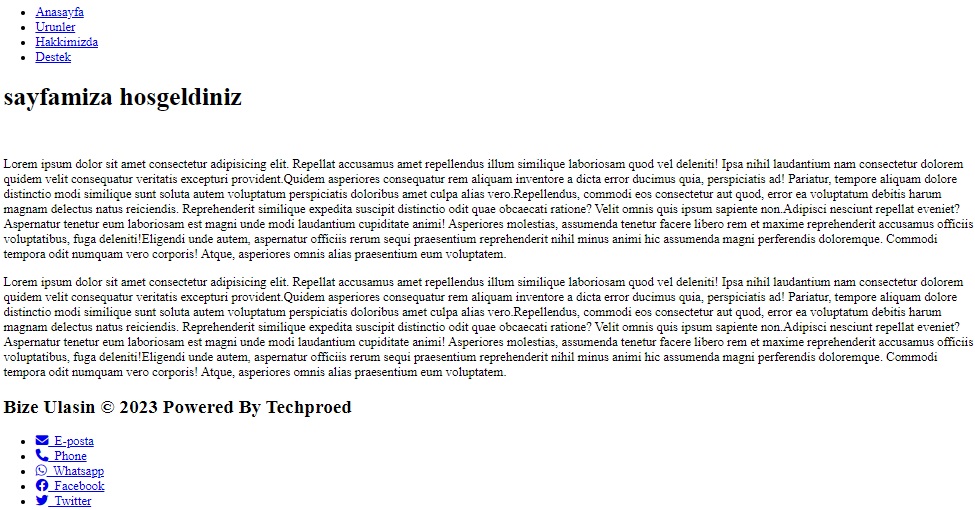 Anasayfa
Urunler
Hakkimizda
Destek
sayfamiza hosgeldiniz
Lorem ipsum dolor sit amet consectetur adipisicing elit. Repellat accusamus amet repellendus illum similique laboriosam quod vel deleniti! Ipsa nihil laudantium nam consectetur dolorem
quidem velit consequatur veritatis excepturi provident.Quidem asperiores consequatur rem aliquam inventore a dicta error ducimus quia, perspiciatis ad! Pariatur, tempore aliquam dolore
distinctio modi similique sunt soluta autem voluptatum perspiciatis doloribus amet culpa alias vero.Repellendus, commodi eos consectetur aut quod, error ea voluptatum debitis harum
magnam delectus natus reiciendis. Reprehenderit similique expedita suscipit distinctio odit quae obcaecati ratione? Velit omnis quis ipsum sapiente non.Adipisci nesciunt repellat eveniet?
Aspernatur tenetur eum laboriosam est magni unde modi laudantium cupiditate animi! Asperiores molestias, assumenda tenetur facere libero rem et maxime reprehenderit accusamus officiis
voluptatibus, fuga deleniti!Eligendi unde autem, aspernatur officiis rerum sequi praesentium reprehenderit nihil minus animi hic assumenda magni perferendis doloremque. Commodi
tempora odit numquam vero corporis! Atque, asperiores omnis alias praesentium eum voluptatem.
Lorem ipsum dolor sit amet consectetur adipisicing elit. Repellat accusamus amet repellendus illum similique laboriosam quod vel deleniti! Ipsa nihil laudantium nam consectetur dolorem
quidem velit consequatur veritatis excepturi provident.Quidem asperiores consequatur rem aliquam inventore a dicta error ducimus quia, perspiciatis ad! Pariatur, tempore aliquam dolore
distinctio modi similique sunt soluta autem voluptatum perspiciatis doloribus amet culpa alias vero.Repellendus, commodi eos consectetur aut quod, error ea voluptatum debitis harum
magnam delectus natus reiciendis. Reprehenderit similique expedita suscipit distinctio odit quae obcaecati ratione? Velit omnis quis ipsum sapiente non.Adipisci nesciunt repellat eveniet?
Aspernatur tenetur eum laboriosam est magni unde modi laudantium cupiditate animi! Asperiores molestias, assumenda tenetur facere libero rem et maxime reprehenderit accusamus officiis
voluptatibus, fuga deleniti!Eligendi unde autem, aspernatur officiis rerum sequi praesentium reprehenderit nihil minus animi hic assumenda magni perferendis doloremque. Commodi
tempora odit numquam vero corporis! Atque, asperiores omnis alias praesentium eum voluptatem.
Bize Ulasin © 2023 Powered By Techproed
E-posta
Phone
Whatsapp
Facebook
Twitter